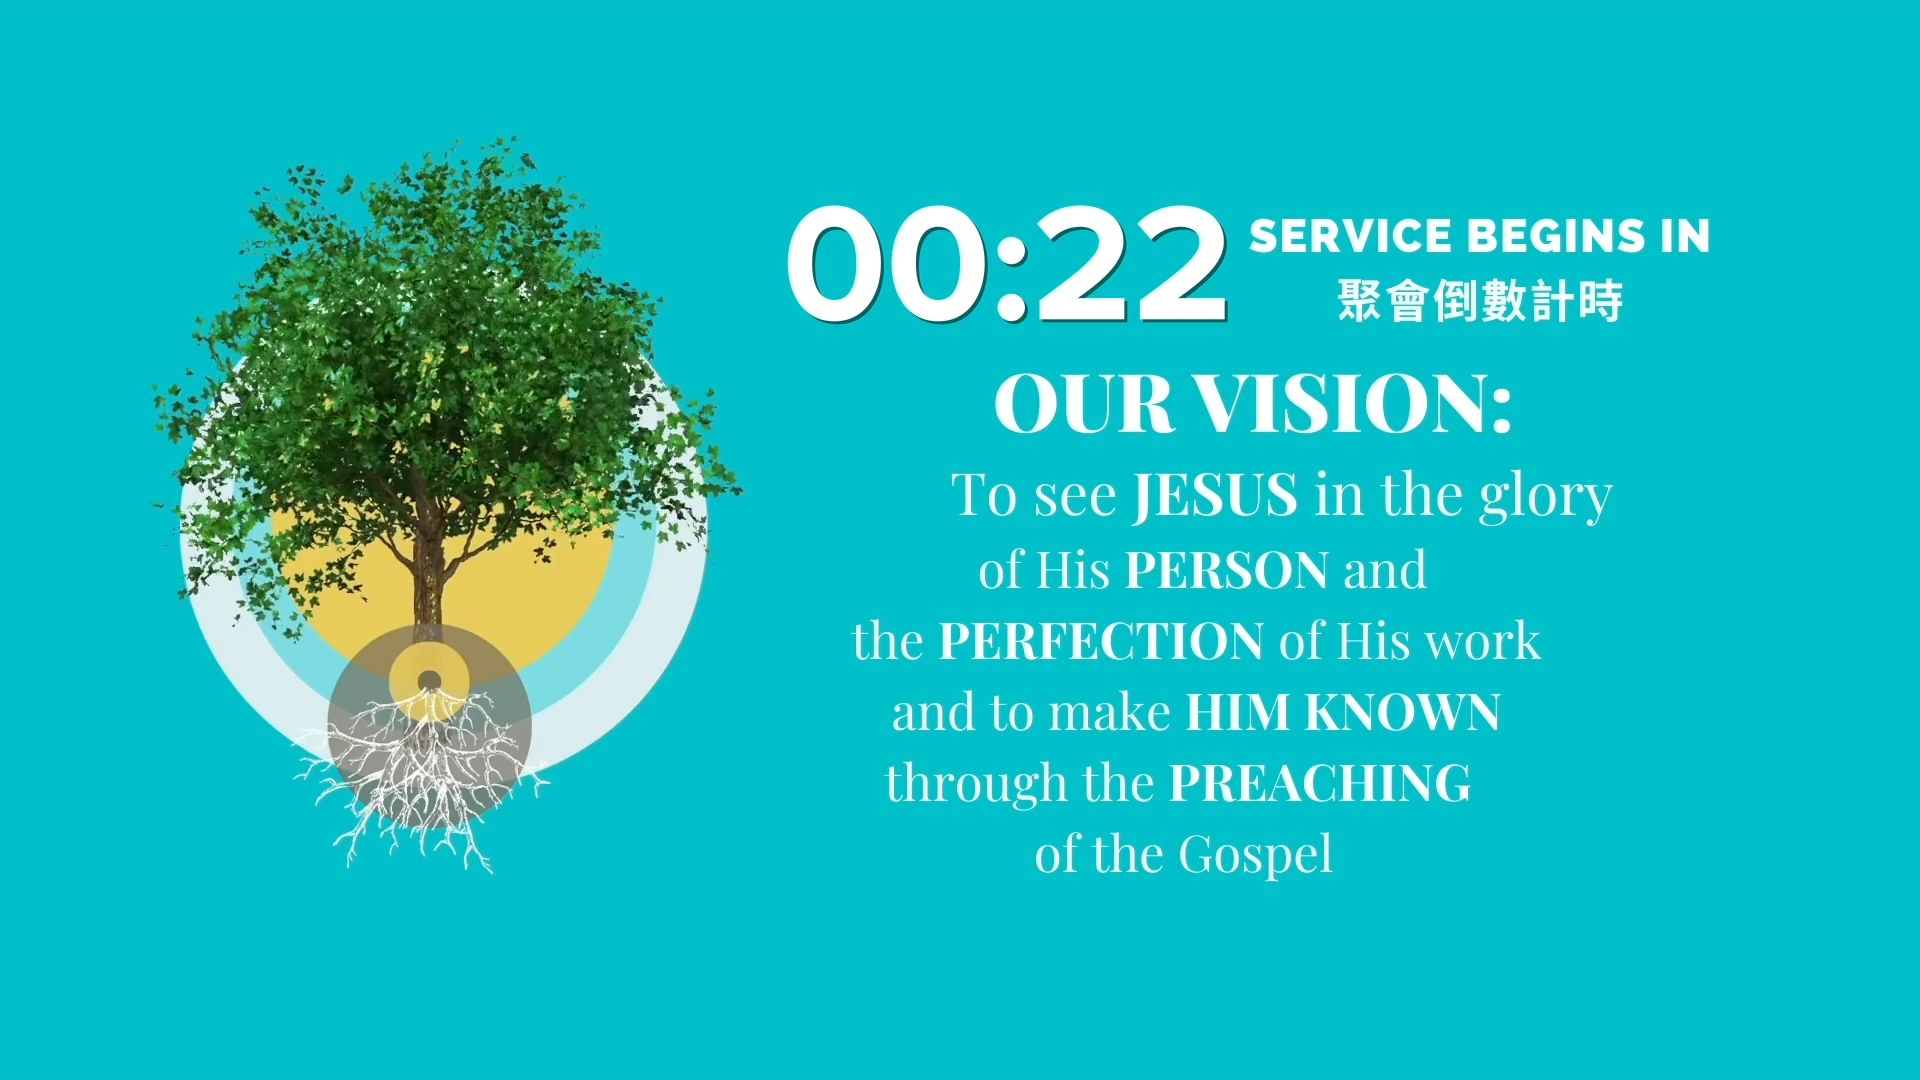 00:22
SERVICE BEGINS IN
聚會倒數計時
OUR VISION:
To see JESUS in the glory
of His PERSON and
the PERFECTION of His work
and to make HIM KNOWN
through the PREACHING
of the Gospel